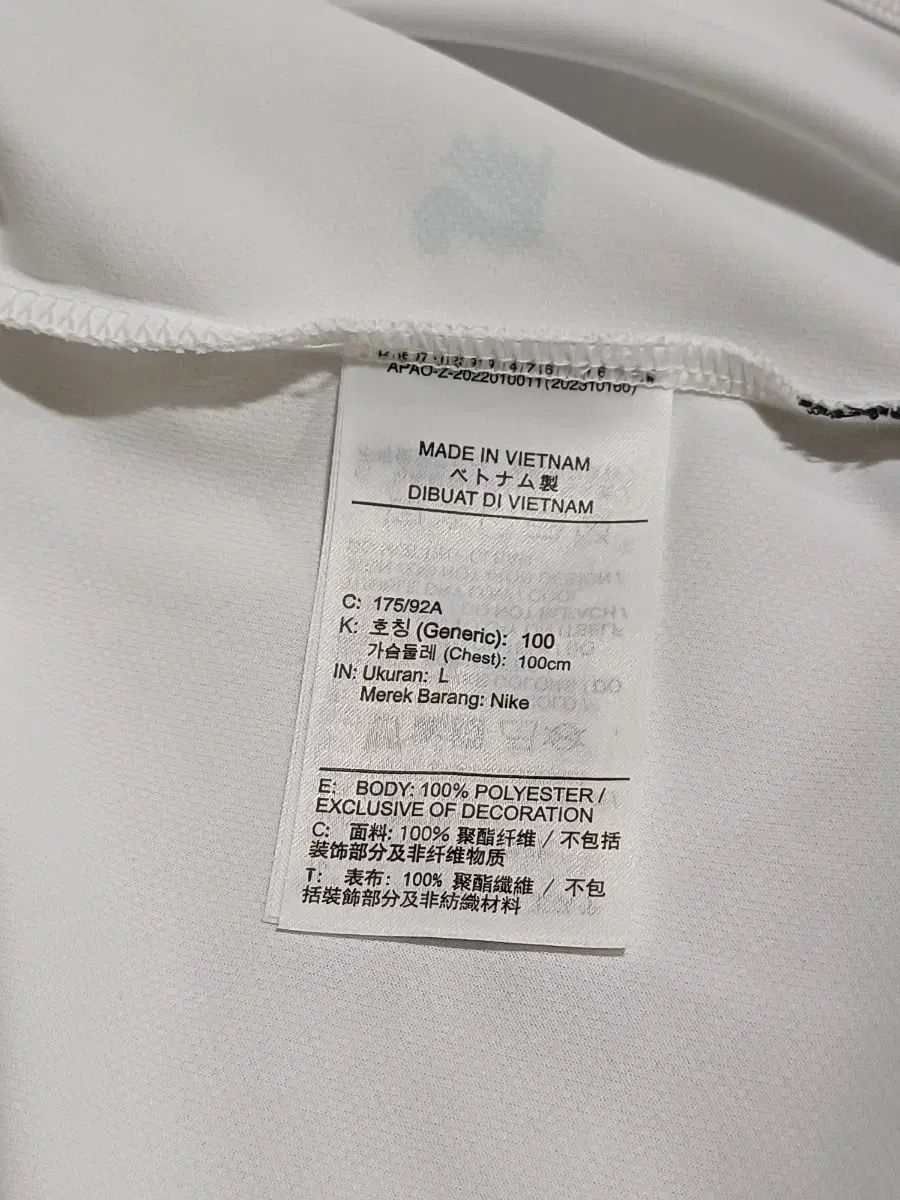 APAO-Z-2022010011(202310100)
MADE IN VIETNAM
ベトナム製
DIBUAT DI VIETNAM
C: 175/92A
K: 호칭 (Generic): 100
가슴둘레 (Chest): 100cm
IN: Ukuran: L
Merek Barang: Nike
E: BODY: 100% POLYESTER /
EXCLUSIVE OF DECORATION
C: 面料: 100% 聚酯纤维 / 不包括
装饰部分及非纤维物质
T: 表布: 100% 聚酯纖維 / 不包
括裝飾部分及非紡織材料